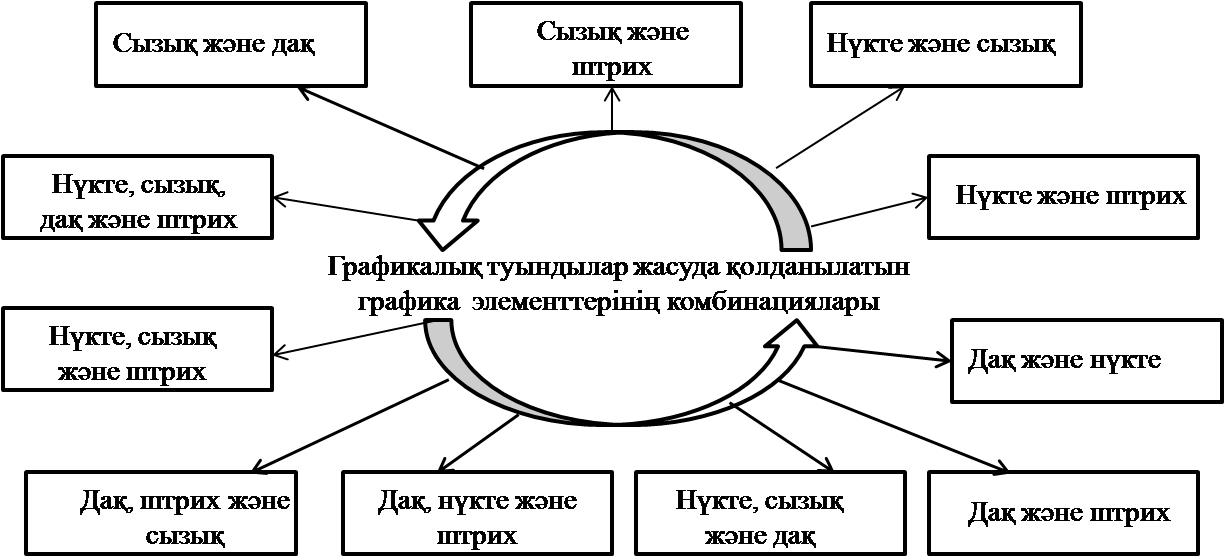 Сызық және дақ
Сызық және
штрих
Нүкте және сызық
Нүкте, сызық,
дақ және штрих
Нүкте және штрих
Графикалық туындылар жасуда қолданылатын
графика элементтерінің комбинациялары
Нүкте, сызық
және штрих
Дақ және нүкте
Дақ, штрих және
сызық
Дақ, нүкте және
штрих
Нүкте, сызық
және дақ
Дақ және штрих